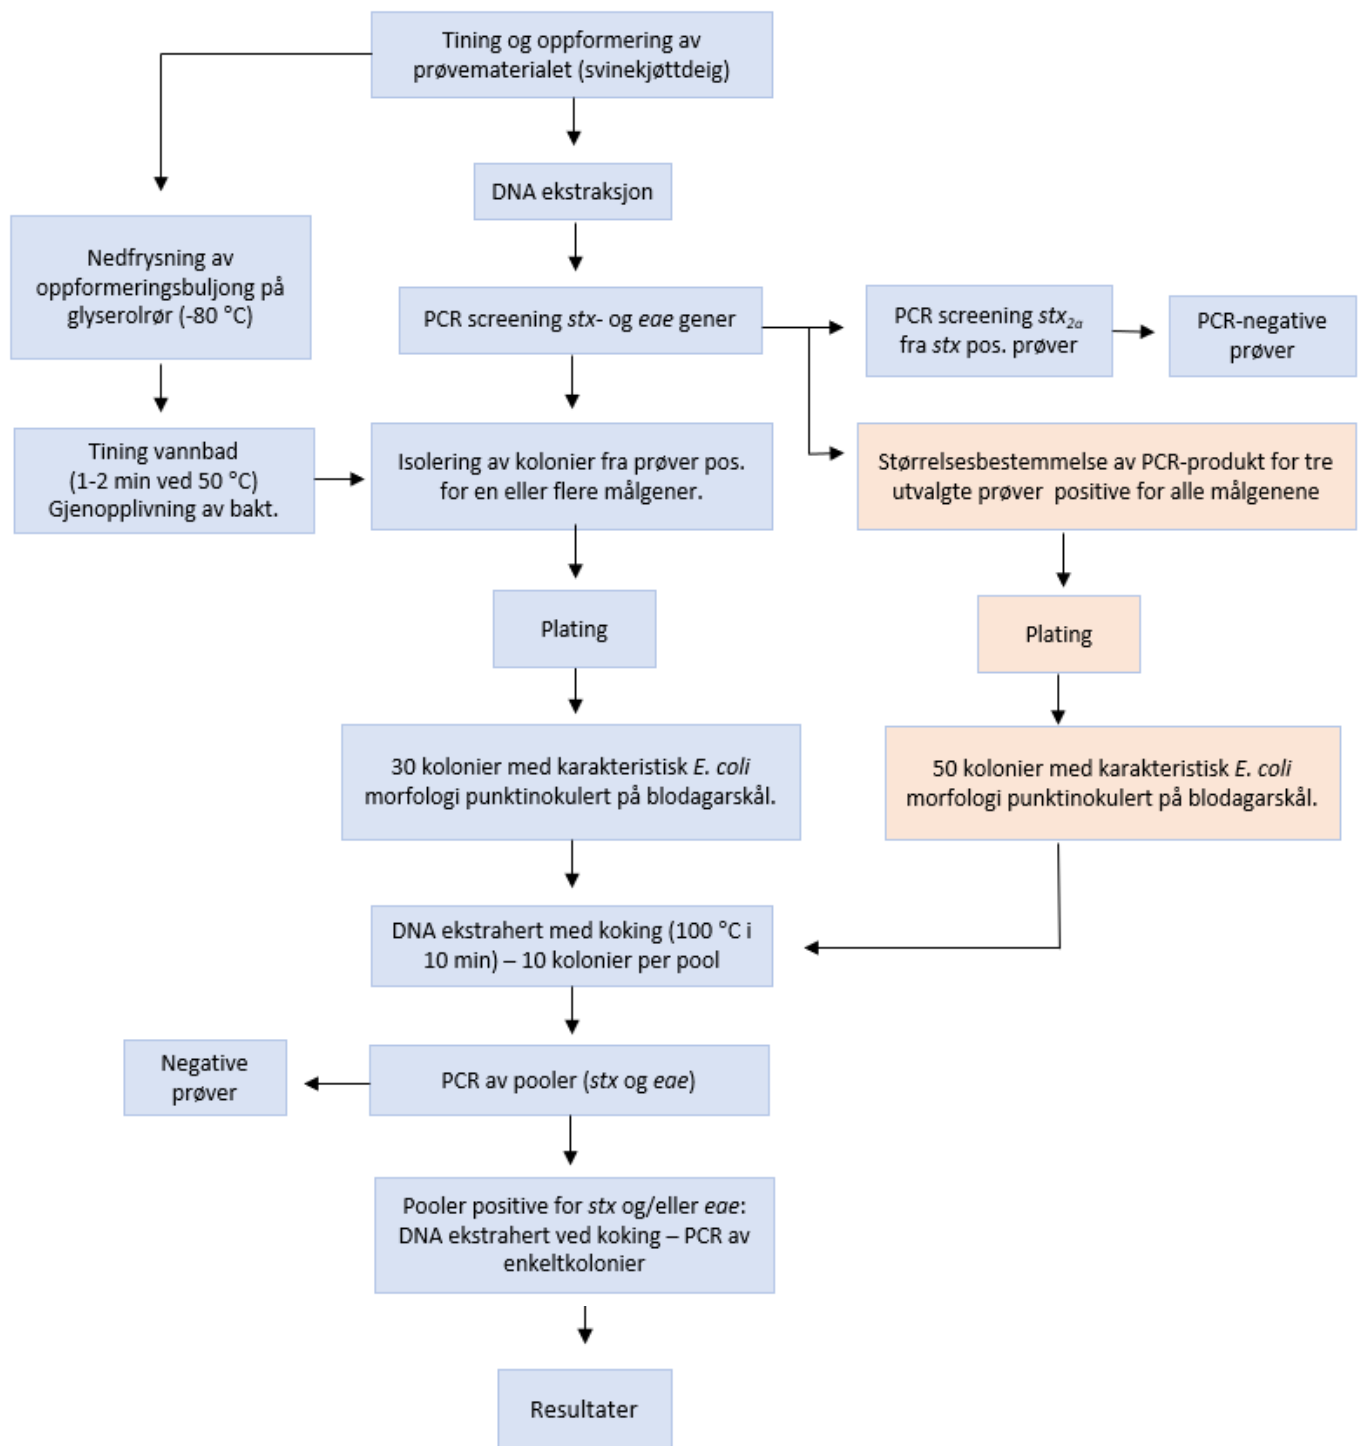 Tining og oppformering av
prøvematerialet (svinekjøttdeig)
DNA ekstraksjon
Nedfrysning av
oppformeringsbuljong på
glyserolrør (-80 °C)
PCR screening stx- og eae gener
PCR screening stx₂ₐ
fra stx pos. prøver
PCR-negative
prøver
Tining vannbad
(1-2 min ved 50 °C)
Gjenopplivning av bakt.
Isolering av kolonier fra prøver pos.
for en eller flere målgener.
Størrelsesbestemmelse av PCR-produkt for tre
utvalgte prøver positive for alle målgenene
Plating
Plating
30 kolonier med karakteristisk E. coli
morfologi punktinokulert på blodagarskål.
50 kolonier med karakteristisk E. coli
morfologi punktinokulert på blodagarskål.
DNA ekstrahert med koking (100 °C i
10 min) – 10 kolonier per pool
Negative
prøver
PCR av pooler (stx og eae)
Pooler positive for stx og/eller eae:
DNA ekstrahert ved koking – PCR av
enkeltkolonier
Resultater